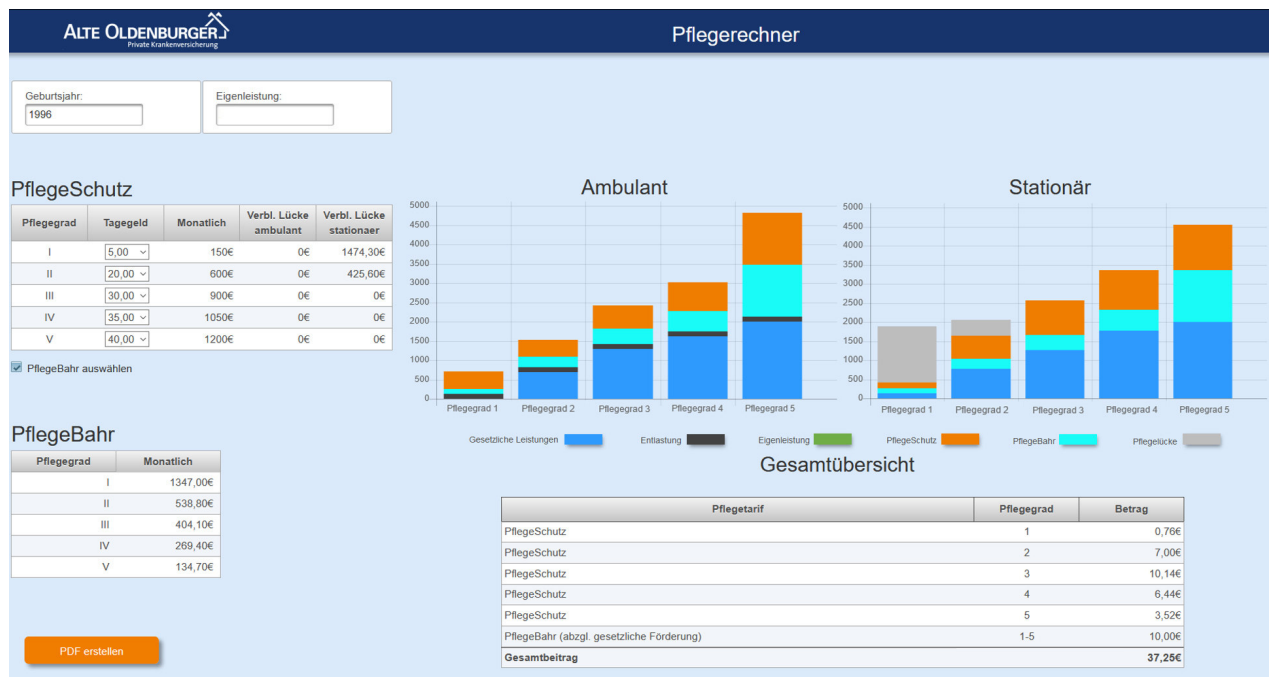 ALTE OLDENBURGER
Private Krankenversicherung
Pflegerechner
Geburtsjahr:
1996
Eigenleistung:
PflegeSchutz
Pflegegrad Tagegeld Monatlich Verbl. Lücke ambulant Verbl. Lücke stationaer
I 5,00 150€ 0€ 1474,30€
II 20,00 600€ 0€ 425,60€
III 30,00 900€ 0€ 0€
IV 35,00 1050€ 0€ 0€
V 40,00 1200€ 0€ 0€
PflegeBahr auswählen
PflegeBahr
Pflegegrad Monatlich
I 1347,00€
II 538,80€
III 404,10€
IV 269,40€
V 134,70€
PDF erstellen
Ambulant
5000
4500
4000
3500
3000
2500
2000
1500
1000
500
0
Pflegegrad 1 Pflegegrad 2 Pflegegrad 3 Pflegegrad 4 Pflegegrad 5
Stationär
5000
4500
4000
3500
3000
2500
2000
1500
1000
500
0
Pflegegrad 1 Pflegegrad 2 Pflegegrad 3 Pflegegrad 4 Pflegegrad 5
Gesetzliche Leistungen Entlastung Eigenleistung PflegeSchutz PflegeBahr Pflegelücke
Gesamtübersicht
Pflegetarif Pflegegrad Betrag
PflegeSchutz 1 0,76€
PflegeSchutz 2 7,00€
PflegeSchutz 3 10,14€
PflegeSchutz 4 6,44€
PflegeSchutz 5 3,52€
PflegeBahr (abzgl. gesetzliche Förderung) 1-5 10,00€
Gesamtbeitrag 37,25€